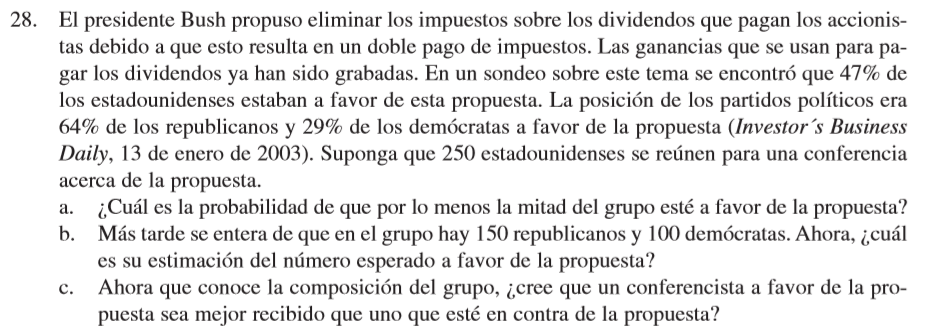 28. El presidente Bush propuso eliminar los impuestos sobre los dividendos que pagan los accionis-
tas debido a que esto resulta en un doble pago de impuestos. Las ganancias que se usan para pa-
gar los dividendos ya han sido grabadas. En un sondeo sobre este tema se encontró que 47% de
los estadounidenses estaban a favor de esta propuesta. La posición de los partidos políticos era
64% de los republicanos y 29% de los demócratas a favor de la propuesta (Investor´s Business
Daily, 13 de enero de 2003). Suponga que 250 estadounidenses se reúnen para una conferencia
acerca de la propuesta.
a. ¿Cuál es la probabilidad de que por lo menos la mitad del grupo esté a favor de la propuesta?
b. Más tarde se entera de que en el grupo hay 150 republicanos y 100 demócratas. Ahora, ¿cuál
es su estimación del número esperado a favor de la propuesta?
c. Ahora que conoce la composición del grupo, ¿cree que un conferencista a favor de la pro-
puesta sea mejor recibido que uno que esté en contra de la propuesta?